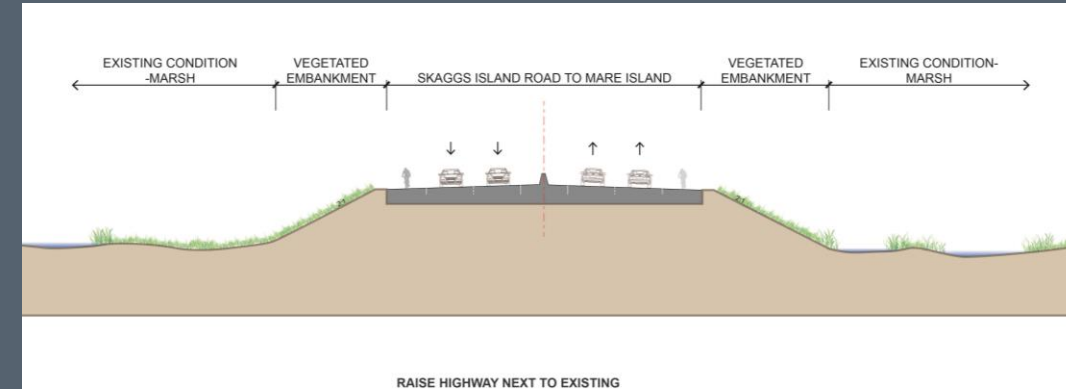 EXISTING CONDITION
-MARSH
VEGETATED
EMBANKMENT
SKAGGS ISLAND ROAD TO MARE ISLAND
VEGETATED
EMBANKMENT
EXISTING CONDITION-
MARSH
RAISE HIGHWAY NEXT TO EXISTING